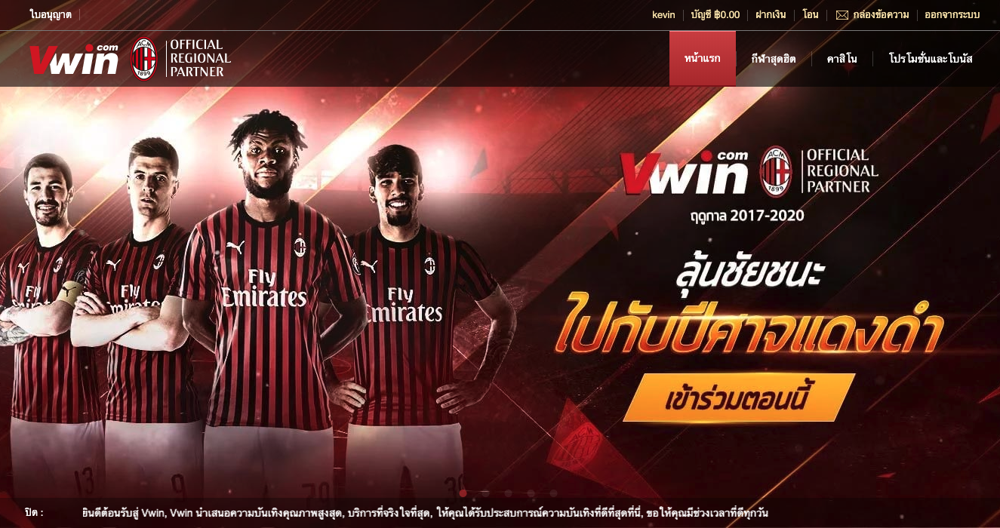 ใบอนุญาต
kevin
บัญชี ฿0.00
ฝากเงิน
โอน
กล่องข้อความ
ออกจากระบบ
Vwin.com
ACM
1899
OFFICIAL
REGIONAL
PARTNER
หน้าแรก
กีฬาสุดฮิต
คาสิโน
โปรโมชั่นและโบนัส
Vwin.com
ACM
1899
OFFICIAL
REGIONAL
PARTNER
ฤดูกาล 2017-2020
ลุ้นชัยชนะ
ไปกับปีศาจแดงดำ
เข้าร่วมตอนนี้
Fly
Emirates
Fly
Emirates
13
9
79
ปิด :
ยินดีต้อนรับสู่ Vwin, Vwin นำเสนอความบันเทิงคุณภาพสูงสุด, บริการที่จริงใจที่สุด, ให้คุณได้รับประสบการณ์ความบันเทิงที่ดีที่สุดที่นี่, ขอให้คุณมีช่วงเวลาที่ดีทุกวัน